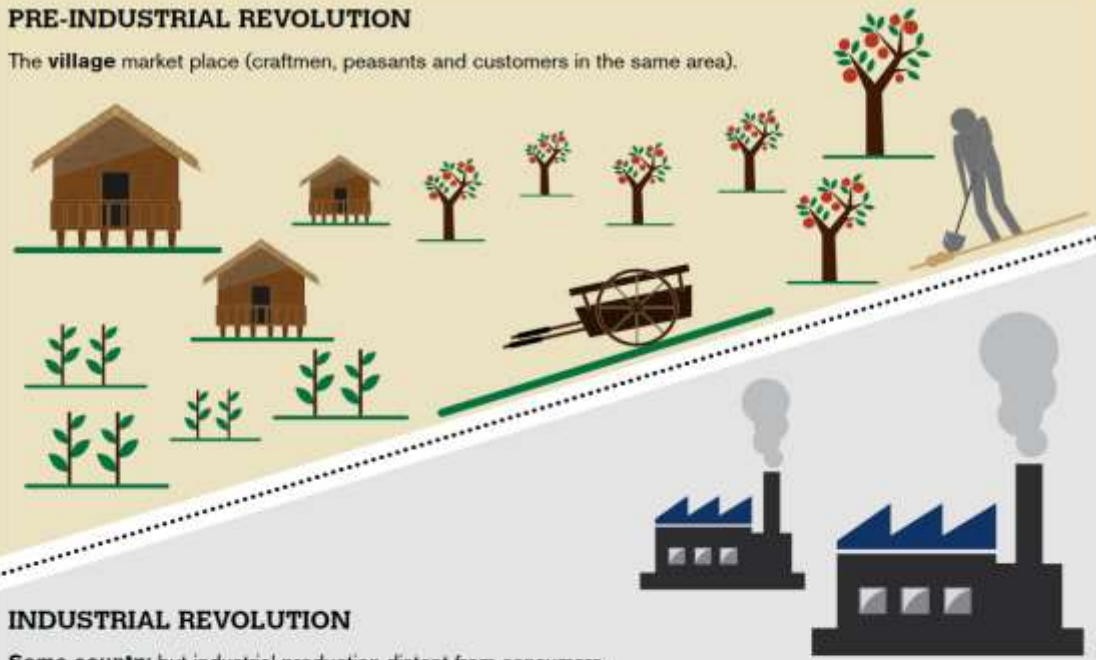 PRE-INDUSTRIAL REVOLUTION
The village market place (craftmen, peasants and customers in the same area).
INDUSTRIAL REVOLUTION
Same country but industrial production distant from consumers.